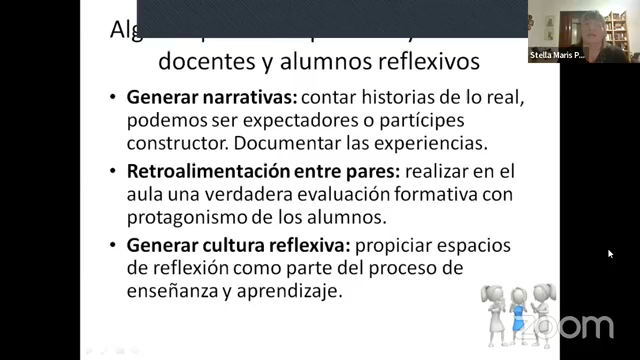 docentes y alumnos reflexivos
• Generar narrativas: contar historias de lo real,
podemos ser expectadores o partícipes
constructor. Documentar las experiencias.
• Retroalimentación entre pares: realizar en el
aula una verdadera evaluación formativa con
protagonismo de los alumnos.
• Generar cultura reflexiva: propiciar espacios
de reflexión como parte del proceso de
enseñanza y aprendizaje.
Stella Maris P...
zoom